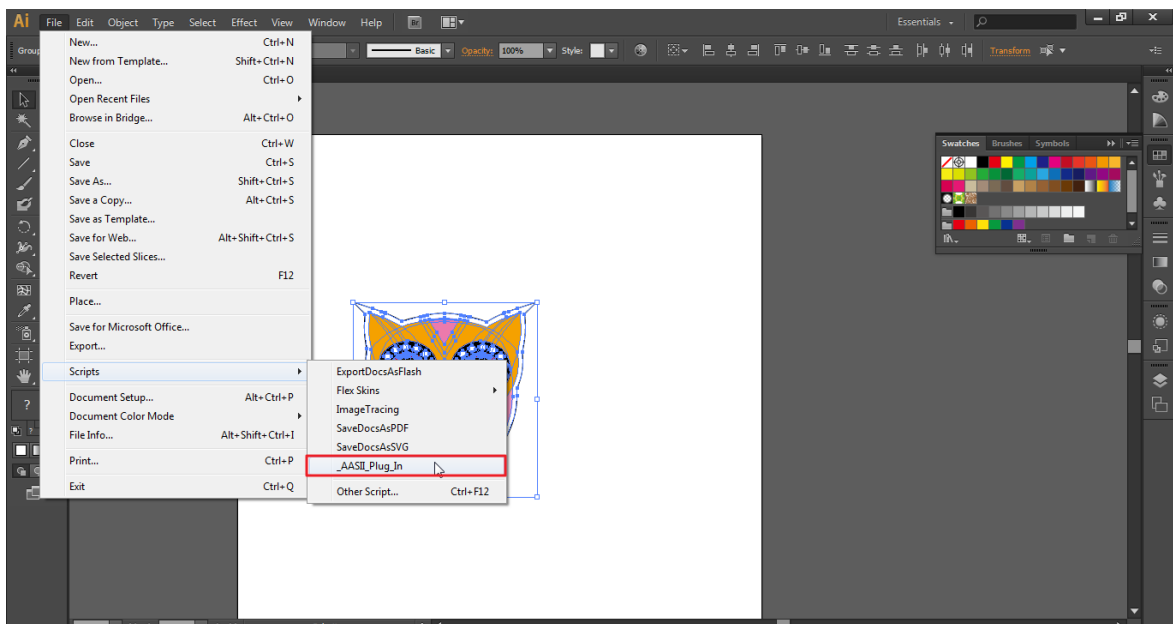 Ai File Edit Object Type Select Effect View Window Help Br Essentials
Group Basic Opacity: 100% Style: Transform
New... Ctrl+N
New from Template... Shift+Ctrl+N
Open... Ctrl+O
Open Recent Files
Browse in Bridge... Alt+Ctrl+O
Close Ctrl+W
Save Ctrl+S
Save As... Shift+Ctrl+S
Save a Copy... Alt+Ctrl+S
Save as Template...
Save for Web... Alt+Shift+Ctrl+S
Save Selected Slices...
Revert F12
Place...
Save for Microsoft Office...
Export...
Scripts
Document Setup... Alt+Ctrl+P
Document Color Mode
File Info... Alt+Shift+Ctrl+I
Print... Ctrl+P
Exit Ctrl+Q
ExportDocsAsFlash
Flex Skins
ImageTracing
SaveDocsAsPDF
SaveDocsAsSVG
_AASII_Plug_In
Other Script... Ctrl+F12
Swatches Brushes Symbols